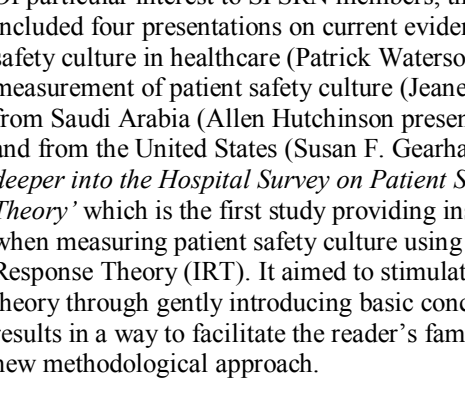 Of particular interest to SPSRN members, th
included four presentations on current eviden
safety culture in healthcare (Patrick Waterso
measurement of patient safety culture (Jeane
from Saudi Arabia (Allen Hutchinson presen
and from the United States (Susan F. Gearha
deeper into the Hospital Survey on Patient S
Theory’ which is the first study providing in
when measuring patient safety culture using
Response Theory (IRT). It aimed to stimulat
theory through gently introducing basic conc
results in a way to facilitate the reader’s fam
new methodological approach.